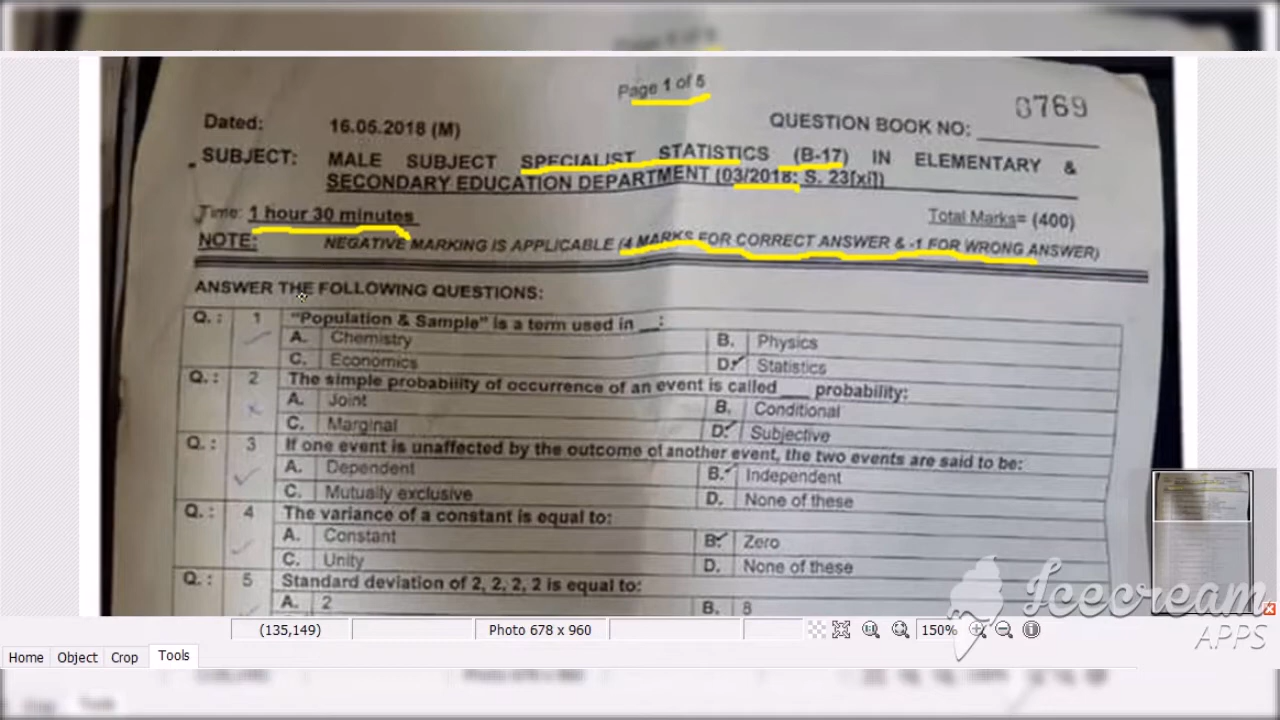 Page 1 of 5
0769
Dated: 16.05.2018 (M) QUESTION BOOK NO:
SUBJECT: MALE SUBJECT SPECIALIST STATISTICS (B-17) IN ELEMENTARY &
SECONDARY EDUCATION DEPARTMENT (03/2018: S. 23[xi])
Time: 1 hour 30 minutes Total Marks= (400)
NOTE: NEGATIVE MARKING IS APPLICABLE (4 MARKS FOR CORRECT ANSWER & -1 FOR WRONG ANSWER)
ANSWER THE FOLLOWING QUESTIONS:
Q. : 1 "Population & Sample" is a term used in __:
A. Chemistry B. Physics
C. Economics D. Statistics
Q. : 2 The simple probability of occurrence of an event is called ___ probability:
A. Joint B. Conditional
C. Marginal D. Subjective
Q. : 3 If one event is unaffected by the outcome of another event, the two events are said to be:
A. Dependent B. Independent
C. Mutually exclusive D. None of these
Q. : 4 The variance of a constant is equal to:
A. Constant B. Zero
C. Unity D. None of these
Q. : 5 Standard deviation of 2, 2, 2, 2 is equal to:
A. 2 B. 8
Icecream
APPS
(135,149) Photo 678 x 960 150%
Home Object Crop Tools